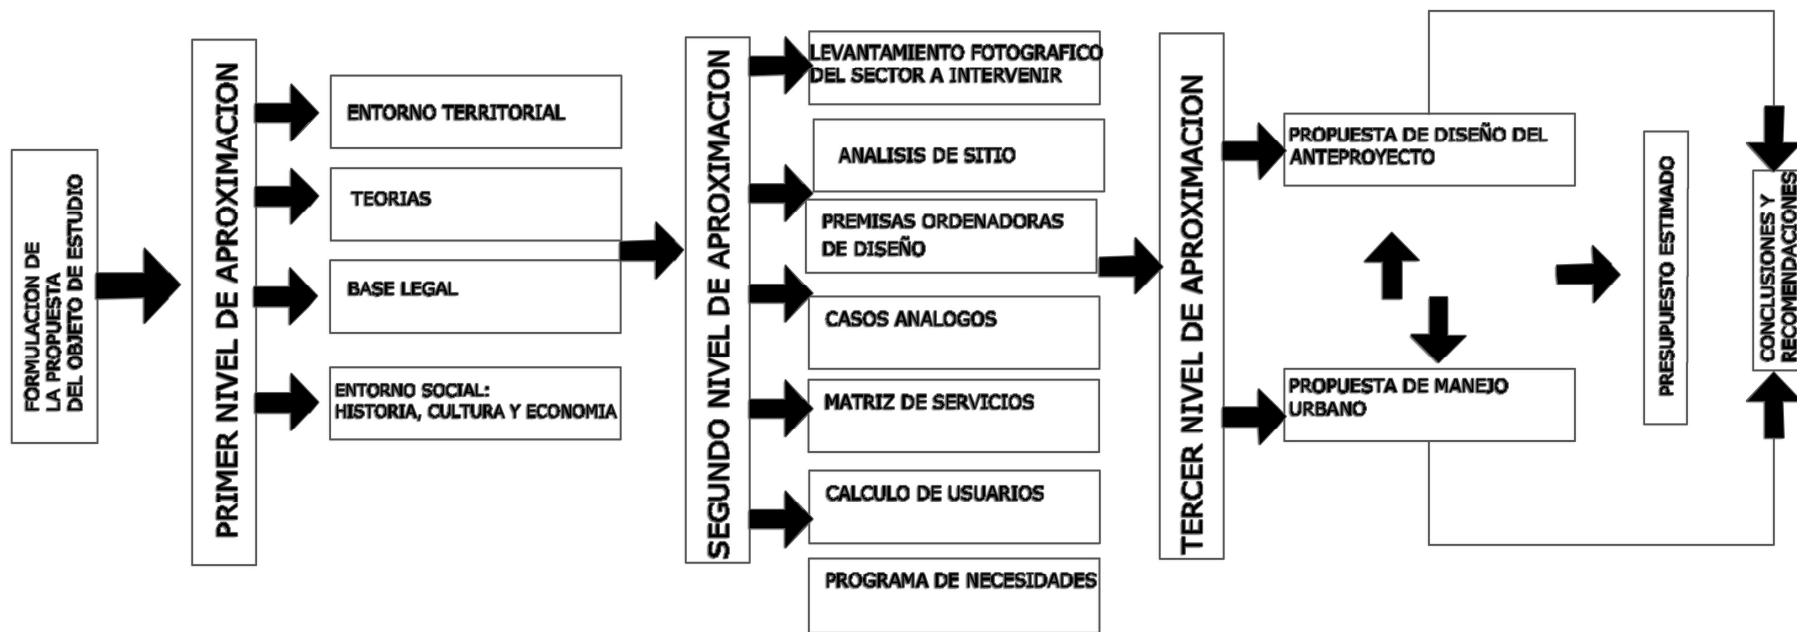 FORMULACION DE
LA PROPUESTA
DEL OBJETO DE ESTUDIO
PRIMER NIVEL DE APROXIMACION
ENTORNO TERRITORIAL
TEORÍAS
BASE LEGAL
ENTORNO SOCIAL:
HISTORIA, CULTURA Y ECONOMIA
SEGUNDO NIVEL DE APROXIMACION
LEVANTAMIENTO FOTOGRAFICO
DEL SECTOR A INTERVENIR
ANALISIS DE SITIO
PREMISAS ORDENADORAS
DE DISEÑO
CASOS ANALOGOS
MATRIZ DE SERVICIOS
CALCULO DE USUARIOS
PROGRAMA DE NECESIDADES
TERCER NIVEL DE APROXIMACION
PROPUESTA DE DISEÑO DEL
ANTEPROYECTO
PROPUESTA DE MANEJO
URBANO
PRESUPUESTO ESTIMADO
CONCLUSIONES Y
RECOMENDACIONES